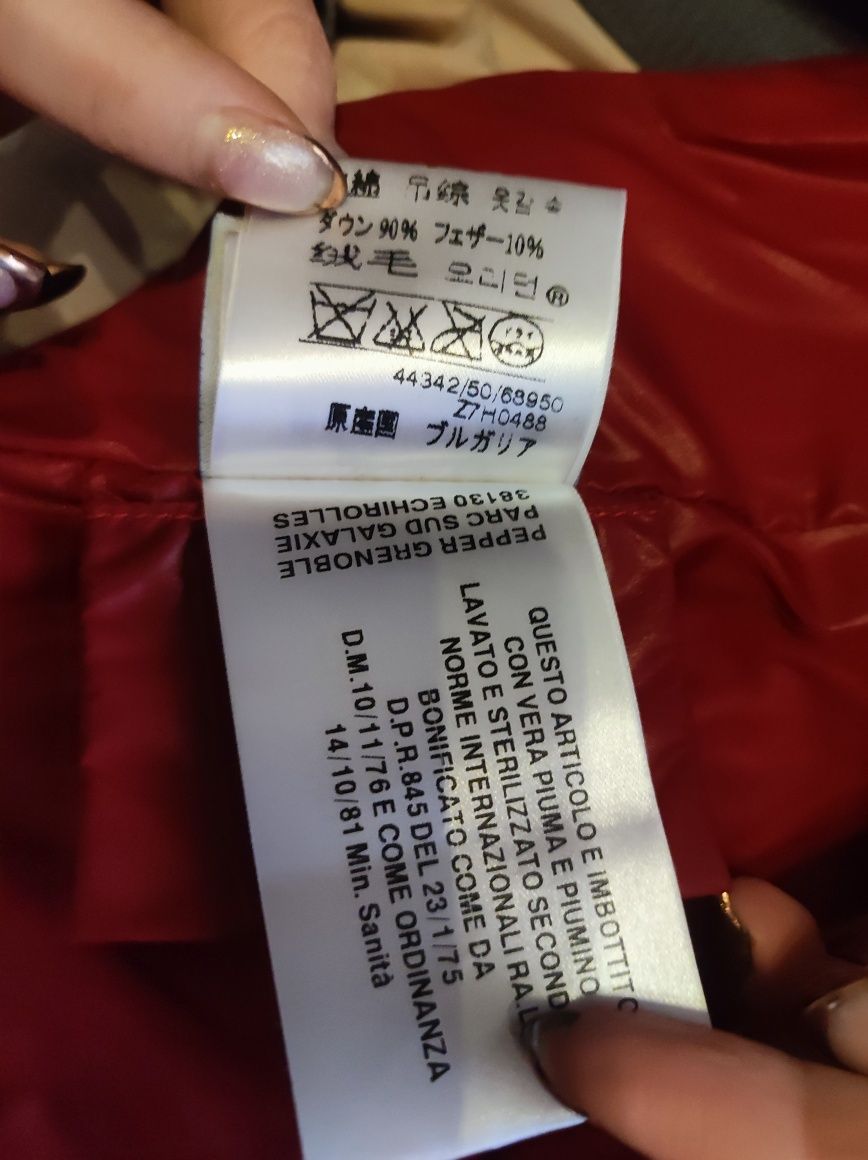 綿
ダウン 90% フェザー10%
绒毛 ®
44342/50/68950
Z7H0488
原産国 ブルガリア
PEPPER GRENOBLE
PARC SUD GALAXIE
38130 ECHIROLLES
QUESTO ARTICOLO E IMBOTTITO
CON VERA PIUMA E PIUMINO
LAVATO E STERILIZZATO SECOND
NORME INTERNAZIONALI RAL
BONIFICATO COME DA
D.P.R.845 DEL 23/1/75
D.M.10/11/76 E COME ORDINANZA
14/10/81 Min. Sanità